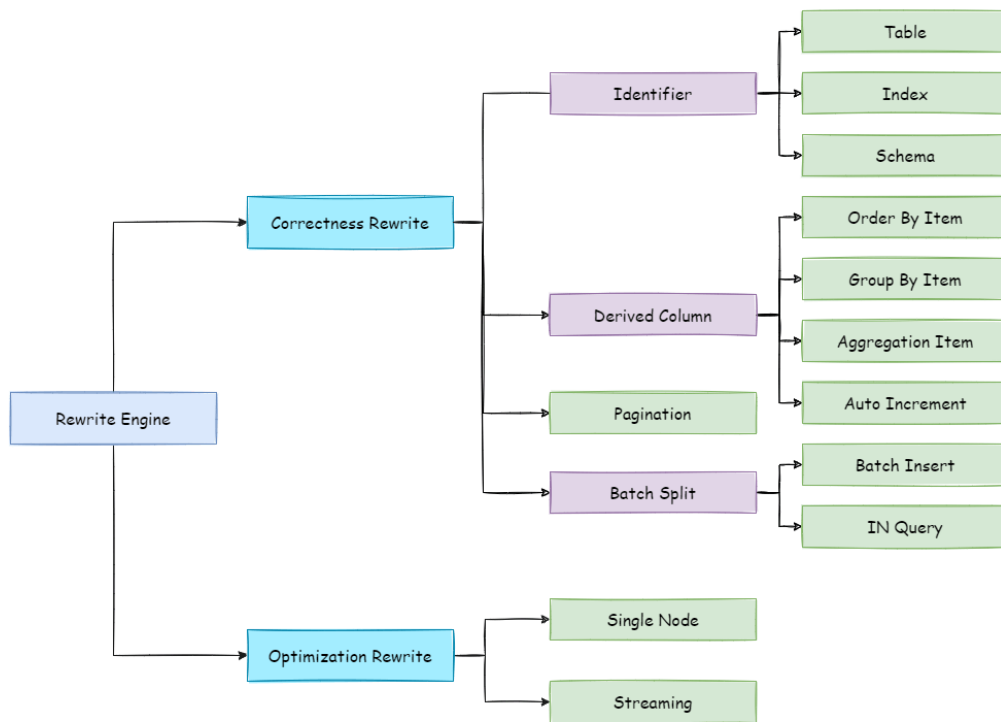 Table
Identifier
Index
Schema
Correctness Rewrite
Order By Item
Group By Item
Derived Column
Aggregation Item
Rewrite Engine
Pagination
Auto Increment
Batch Split
Batch Insert
IN Query
Single Node
Optimization Rewrite
Streaming